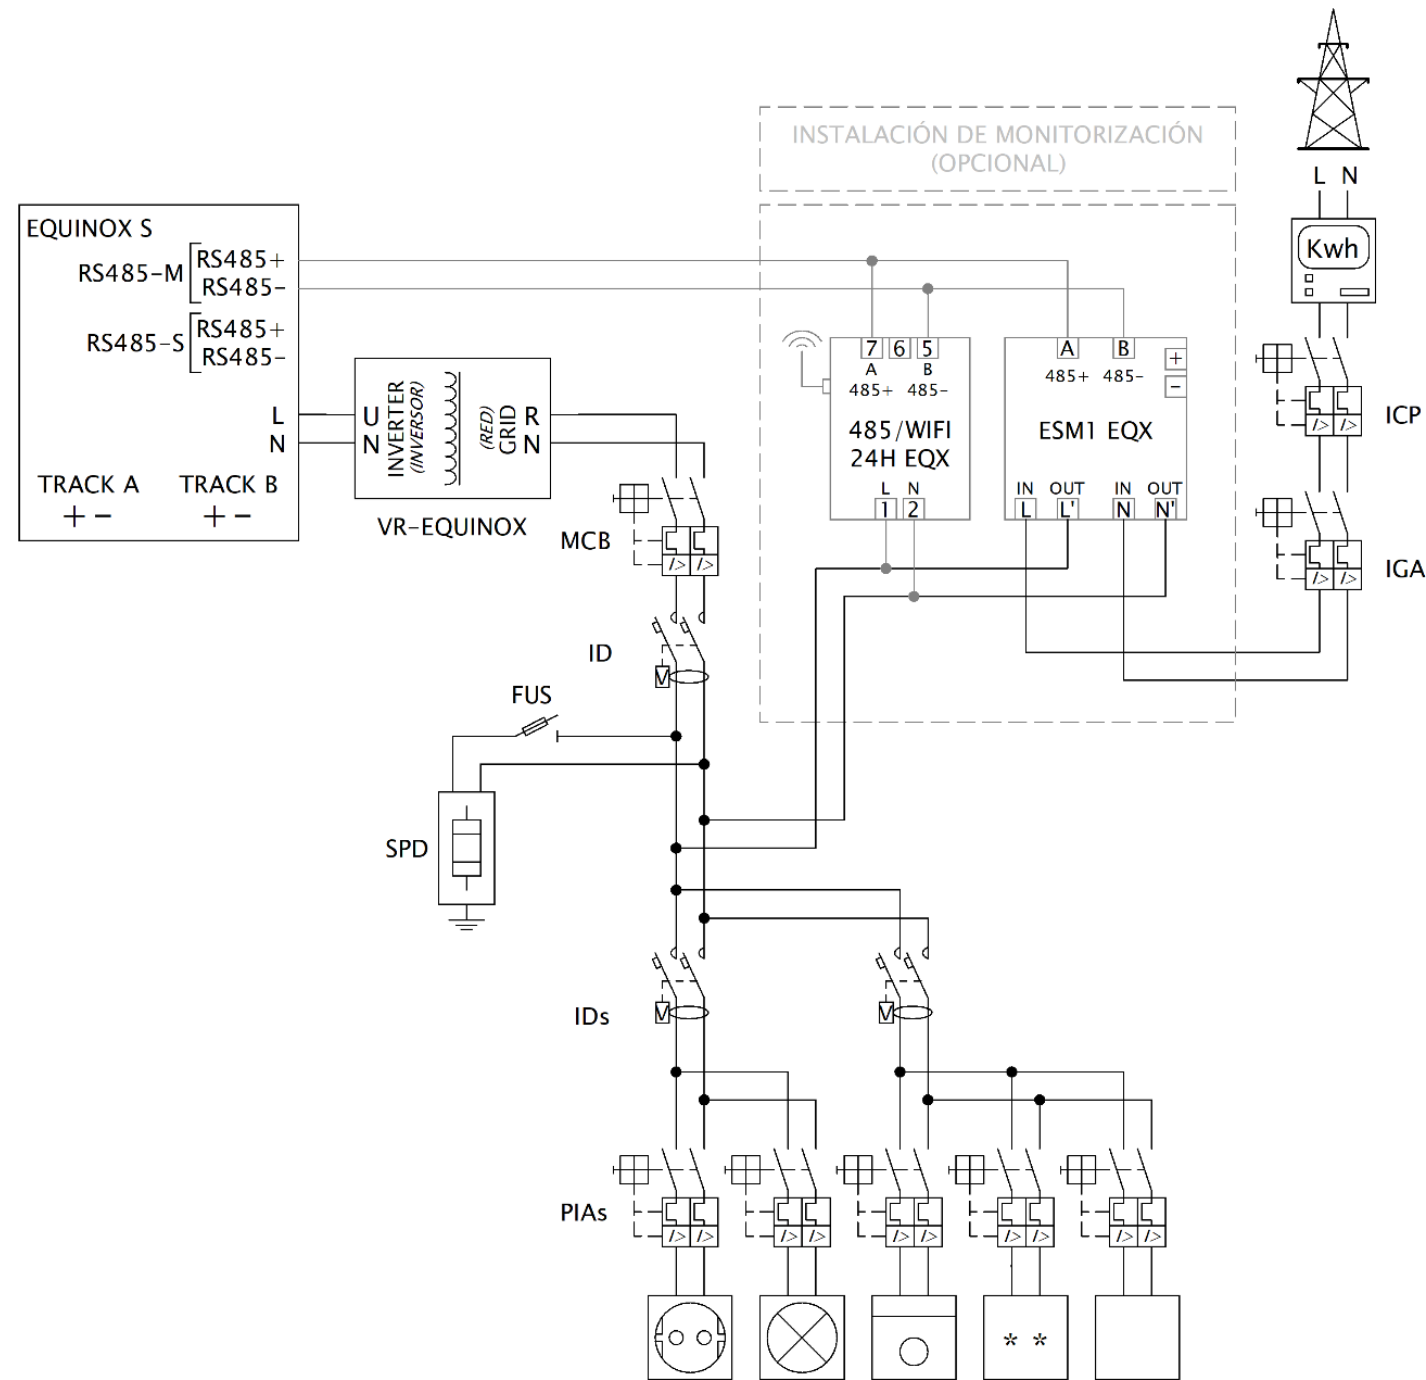 INSTALACIÓN DE MONITORIZACIÓN
(OPCIONAL)
L N
Kwh
EQUINOX S
RS485-M
RS485+
RS485-
RS485-S
RS485+
RS485-
L
N
TRACK A
+ -
TRACK B
+ -
U
N
INVERTER
(INVERSOR)
(RED)
GRID
R
N
VR-EQUINOX
7 6 5
A B
485+ 485-
485/WIFI
24H EQX
L N
1 2
A B
485+ 485-
+
-
ESM1 EQX
IN OUT IN OUT
L L' N N'
ICP
IGA
MCB
ID
V
FUS
SPD
IDs
V
V
PIAs
* *